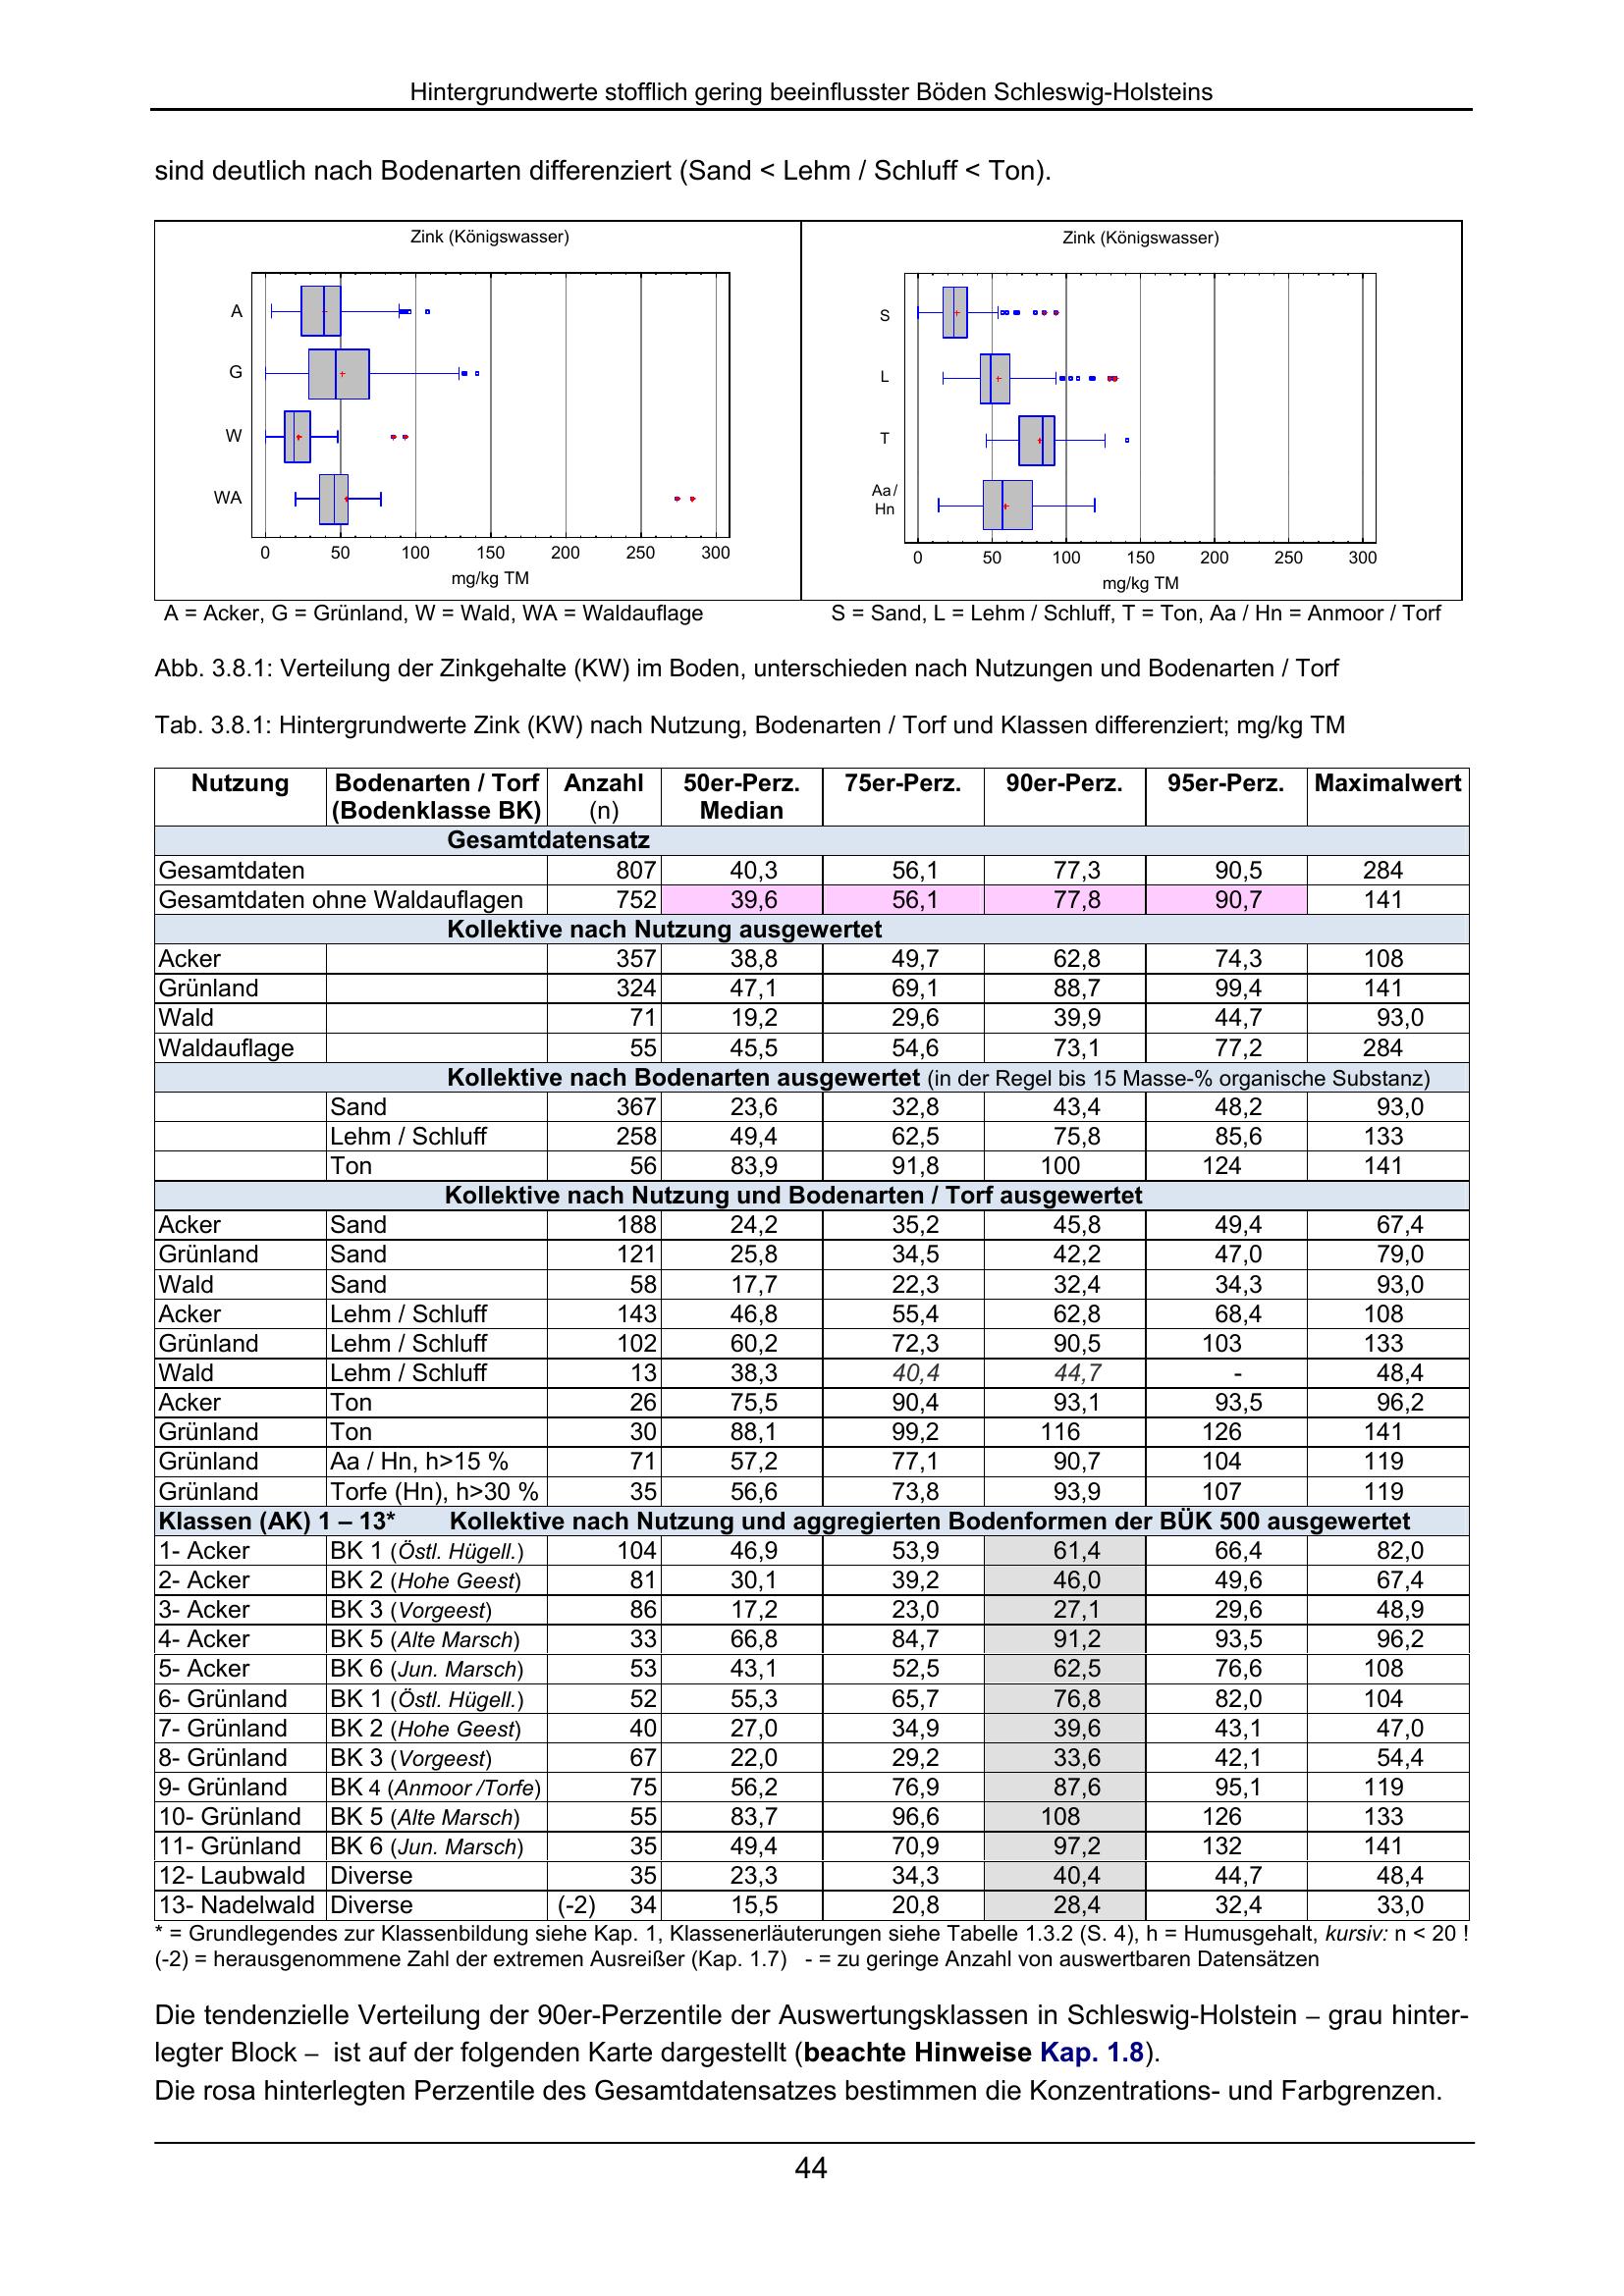 Hintergrundwerte stofflich gering beeinflusster Böden Schleswig-Holsteins
sind deutlich nach Bodenarten differenziert (Sand < Lehm / Schluff < Ton).
Zink (Königswasser)
A
G
W
WA
0 50 100 150 200 250 300
mg/kg TM
Zink (Königswasser)
S
L
T
Aa /
Hn
0 50 100 150 200 250 300
mg/kg TM
A = Acker, G = Grünland, W = Wald, WA = Waldauflage
S = Sand, L = Lehm / Schluff, T = Ton, Aa / Hn = Anmoor / Torf
Abb. 3.8.1: Verteilung der Zinkgehalte (KW) im Boden, unterschieden nach Nutzungen und Bodenarten / Torf
Tab. 3.8.1: Hintergrundwerte Zink (KW) nach Nutzung, Bodenarten / Torf und Klassen differenziert; mg/kg TM
Nutzung Bodenarten / Torf Anzahl 50er-Perz. 75er-Perz. 90er-Perz. 95er-Perz. Maximalwert
(Bodenklasse BK) (n) Median
Gesamtdatensatz
Gesamtdaten 807 40,3 56,1 77,3 90,5 284
Gesamtdaten ohne Waldauflagen 752 39,6 56,1 77,8 90,7 141
Kollektive nach Nutzung ausgewertet
Acker 357 38,8 49,7 62,8 74,3 108
Grünland 324 47,1 69,1 88,7 99,4 141
Wald 71 19,2 29,6 39,9 44,7 93,0
Waldauflage 55 45,5 54,6 73,1 77,2 284
Kollektive nach Bodenarten ausgewertet (in der Regel bis 15 Masse-% organische Substanz)
Sand 367 23,6 32,8 43,4 48,2 93,0
Lehm / Schluff 258 49,4 62,5 75,8 85,6 133
Ton 56 83,9 91,8 100 124 141
Kollektive nach Nutzung und Bodenarten / Torf ausgewertet
Acker Sand 188 24,2 35,2 45,8 49,4 67,4
Grünland Sand 121 25,8 34,5 42,2 47,0 79,0
Wald Sand 58 17,7 22,3 32,4 34,3 93,0
Acker Lehm / Schluff 143 46,8 55,4 62,8 68,4 108
Grünland Lehm / Schluff 102 60,2 72,3 90,5 103 133
Wald Lehm / Schluff 13 38,3 40,4 44,7 - 48,4
Acker Ton 26 75,5 90,4 93,1 93,5 96,2
Grünland Ton 30 88,1 99,2 116 126 141
Grünland Aa / Hn, h>15 % 71 57,2 77,1 90,7 104 119
Grünland Torfe (Hn), h>30 % 35 56,6 73,8 93,9 107 119
Klassen (AK) 1 – 13* Kollektive nach Nutzung und aggregierten Bodenformen der BÜK 500 ausgewertet
1- Acker BK 1 (Östl. Hügell.) 104 46,9 53,9 61,4 66,4 82,0
2- Acker BK 2 (Hohe Geest) 81 30,1 39,2 46,0 49,6 67,4
3- Acker BK 3 (Vorgeest) 86 17,2 23,0 27,1 29,6 48,9
4- Acker BK 5 (Alte Marsch) 33 66,8 84,7 91,2 93,5 96,2
5- Acker BK 6 (Jun. Marsch) 53 43,1 52,5 62,5 76,6 108
6- Grünland BK 1 (Östl. Hügell.) 52 55,3 65,7 76,8 82,0 104
7- Grünland BK 2 (Hohe Geest) 40 27,0 34,9 39,6 43,1 47,0
8- Grünland BK 3 (Vorgeest) 67 22,0 29,2 33,6 42,1 54,4
9- Grünland BK 4 (Anmoor /Torfe) 75 56,2 76,9 87,6 95,1 119
10- Grünland BK 5 (Alte Marsch) 55 83,7 96,6 108 126 133
11- Grünland BK 6 (Jun. Marsch) 35 49,4 70,9 97,2 132 141
12- Laubwald Diverse 35 23,3 34,3 40,4 44,7 48,4
13- Nadelwald Diverse (-2) 34 15,5 20,8 28,4 32,4 33,0
* = Grundlegendes zur Klassenbildung siehe Kap. 1, Klassenerläuterungen siehe Tabelle 1.3.2 (S. 4), h = Humusgehalt, kursiv: n < 20 !
(-2) = herausgenommene Zahl der extremen Ausreißer (Kap. 1.7) - = zu geringe Anzahl von auswertbaren Datensätzen
Die tendenzielle Verteilung der 90er-Perzentile der Auswertungsklassen in Schleswig-Holstein – grau hinter-
legter Block – ist auf der folgenden Karte dargestellt (beachte Hinweise Kap. 1.8).
Die rosa hinterlegten Perzentile des Gesamtdatensatzes bestimmen die Konzentrations- und Farbgrenzen.
44